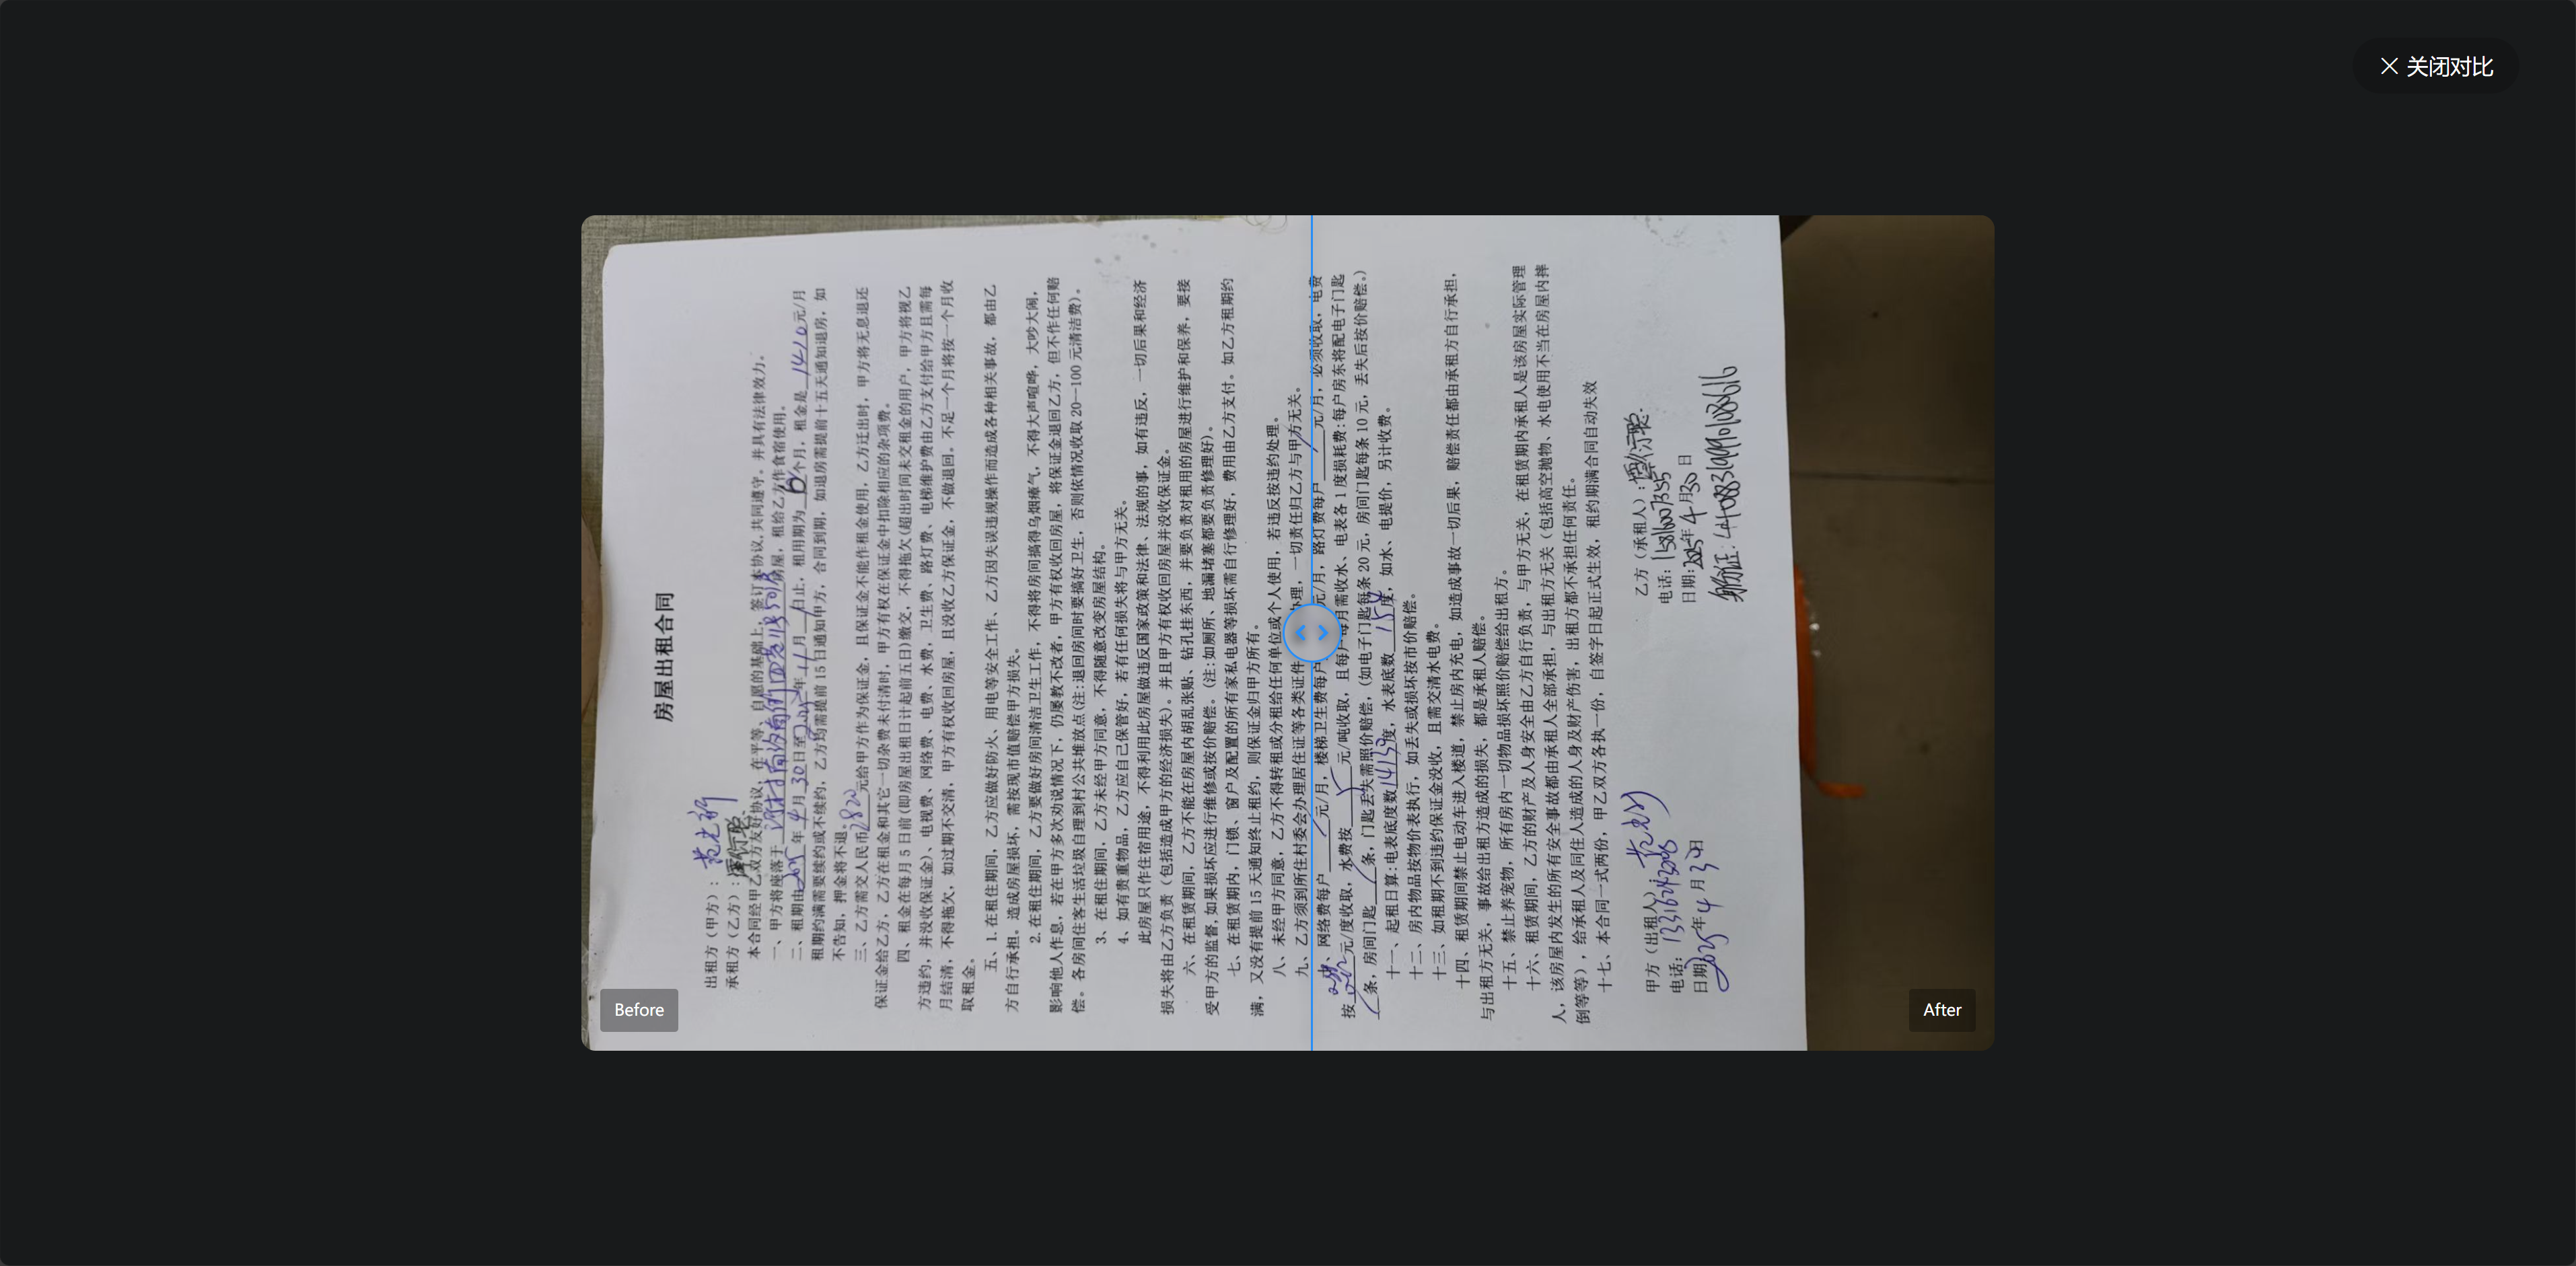 关闭对比
房屋出租合同
出租方（甲方）：
承租方（乙方）：
本合同经甲乙双方友好协议，在平等、自愿的基础上，签订本协议，共同遵守。并具有法律效力。
一、甲方将座落于 房屋，租给乙方作食宿使用。
二、租期由2025年4月30日至2025年11月 日止，租用期为6个月，租金是1410元/月
租期约满需要续约或不续约，乙方均需提前15日通知甲方，合同到期，如退房需提前十五天通知退房，如
不告知，押金将不退。
三、乙方需交人民币2820元给甲方作为保证金，且保证金不能作租金使用，乙方迁出时，甲方将无息退还
保证金给乙方，乙方在租金和其它一切杂费未付清时，甲方有权在保证金中扣除相应的杂项费。
四、租金在每月5日前(即房屋出租日计起前五日)缴交，不得拖欠(超出时间未交租金的用户，甲方将视乙
方违约，并没收保证金)、电视费、网络费、电费、水费，卫生费、路灯费、电梯维护费由乙方支付给甲方且需每
月结清，不得拖欠，如过期不交清，甲方有权收回房屋，且没收乙方保证金，不做退回。不足一个月将按一个月收
取租金。
五、1.在租住期间，乙方应做好防火、用电等安全工作、乙方因失误违规操作而造成各种相关事故，都由乙
方自行承担。造成房屋损坏，需按现市值赔偿甲方损失。
2.在租住期间，乙方要做好房间清洁卫生工作，不得将房间搞得乌烟瘴气，不得大声喧哗，大吵大闹，
影响他人作息，若在甲方多次劝说情况下，仍屡教不改者，甲方有权收回房屋，将保证金退回乙方，但不作任何赔
偿。各房间住客生活垃圾自理到村公共堆放点(注:退回房间时要搞好卫生，否则依情况收取20—100元清洁费)。
3、在租住期间，乙方未经甲方同意，不得随意改变房屋结构。
4、如有贵重物品，乙方应自己保管好，若有任何损失将与甲方无关。
此房屋只作住宿用途，不得利用此房屋做违反国家政策和法律、法规的事，如有违反，一切后果和经济
损失将由乙方负责（包括造成甲方的经济损失）。并且甲方有权收回房屋并没收保证金。
六、在租赁期间，乙方不能在房屋内胡乱张贴、钻孔挂东西，并要负责对租用的房屋进行维护和保养，要接
受甲方的监督,如果损坏应进行维修或按价赔偿。(注:如厕所、地漏堵塞都要负责修理好)。
七、在租赁期内，门锁、窗户及配置的所有家私电器等损坏需自行修理好，费用由乙方支付。如乙方租期约
满，又没有提前15天通知终止租约，则保证金归甲方所有。
八、未经甲方同意，乙方不得转租或分租给任何单位或个人使用，若违反按违约处理。
九、乙方须到所住村委会办理居住证等各类证件办理，一切责任归乙方与甲方无关。
十、网络费每户 元/月，楼梯卫生费每户 元/月，路灯费每户 元/月，必须收取，电费
按 元/度收取，水费按 元/吨收取，且每户每月需收水、电表各1度损耗费:每户房东将配电子门匙
条，房间门匙 条，门匙丢失需照价赔偿，(如电子门匙每条20元，房间门匙每条10元，丢失后按价赔偿。)
十一、起租日算:电表底度数 度，水表底数 度，如水、电提价，另计收费。
十二、房内物品按物价表执行，如丢失或损坏按市价赔偿。
十三、如租期不到违约保证金没收，且需交清水电费。
十四、租赁期间禁止电动车进入楼道，禁止房内充电，如造成事故一切后果，赔偿责任都由承租方自行承担，
与出租方无关，事故给出租方造成的损失，都是承租人赔偿。
十五、禁止养宠物，所有房内一切物品损坏照价赔偿给出租方。
十六、租赁期间，乙方的财产及人身安全由乙方自行负责，与甲方无关，在租赁期内承租人是该房屋实际管理
人，该房屋内发生的所有安全事故都由承租人全部承担，与出租方无关（包括高空抛物、水电使用不当在房屋内摔
倒等等），给承租人及同住人造成的人身及财产伤害，出租方都不承担任何责任。
十七、本合同一式两份，甲乙双方各执一份，自签字日起正式生效，租约期满合同自动失效
甲方（出租人）： 乙方（承租人）：
电话：13316243205 电话：
日期2025年4月30日 日期：2025年4月30日
身份证：
Before
After